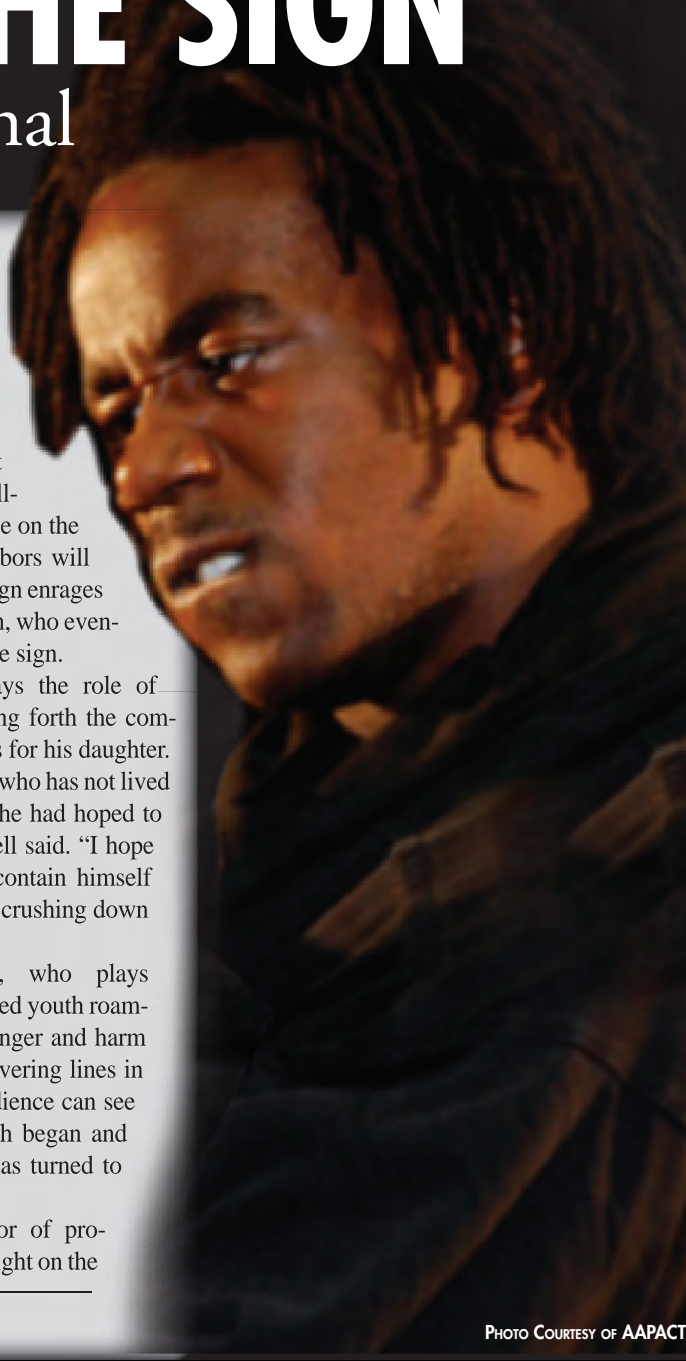 HE SIGN
nal
t
ll-
e on the
bors will
gn enrages
n, who even-
e sign.
ays the role of
ng forth the com-
s for his daughter.
who has not lived
he had hoped to
ell said. “I hope
contain himself
crushing down
, who plays
ed youth roam-
nger and harm
vering lines in
dience can see
h began and
as turned to
or of pro-
ght on the
PHOTO COURTESY OF AAPACT